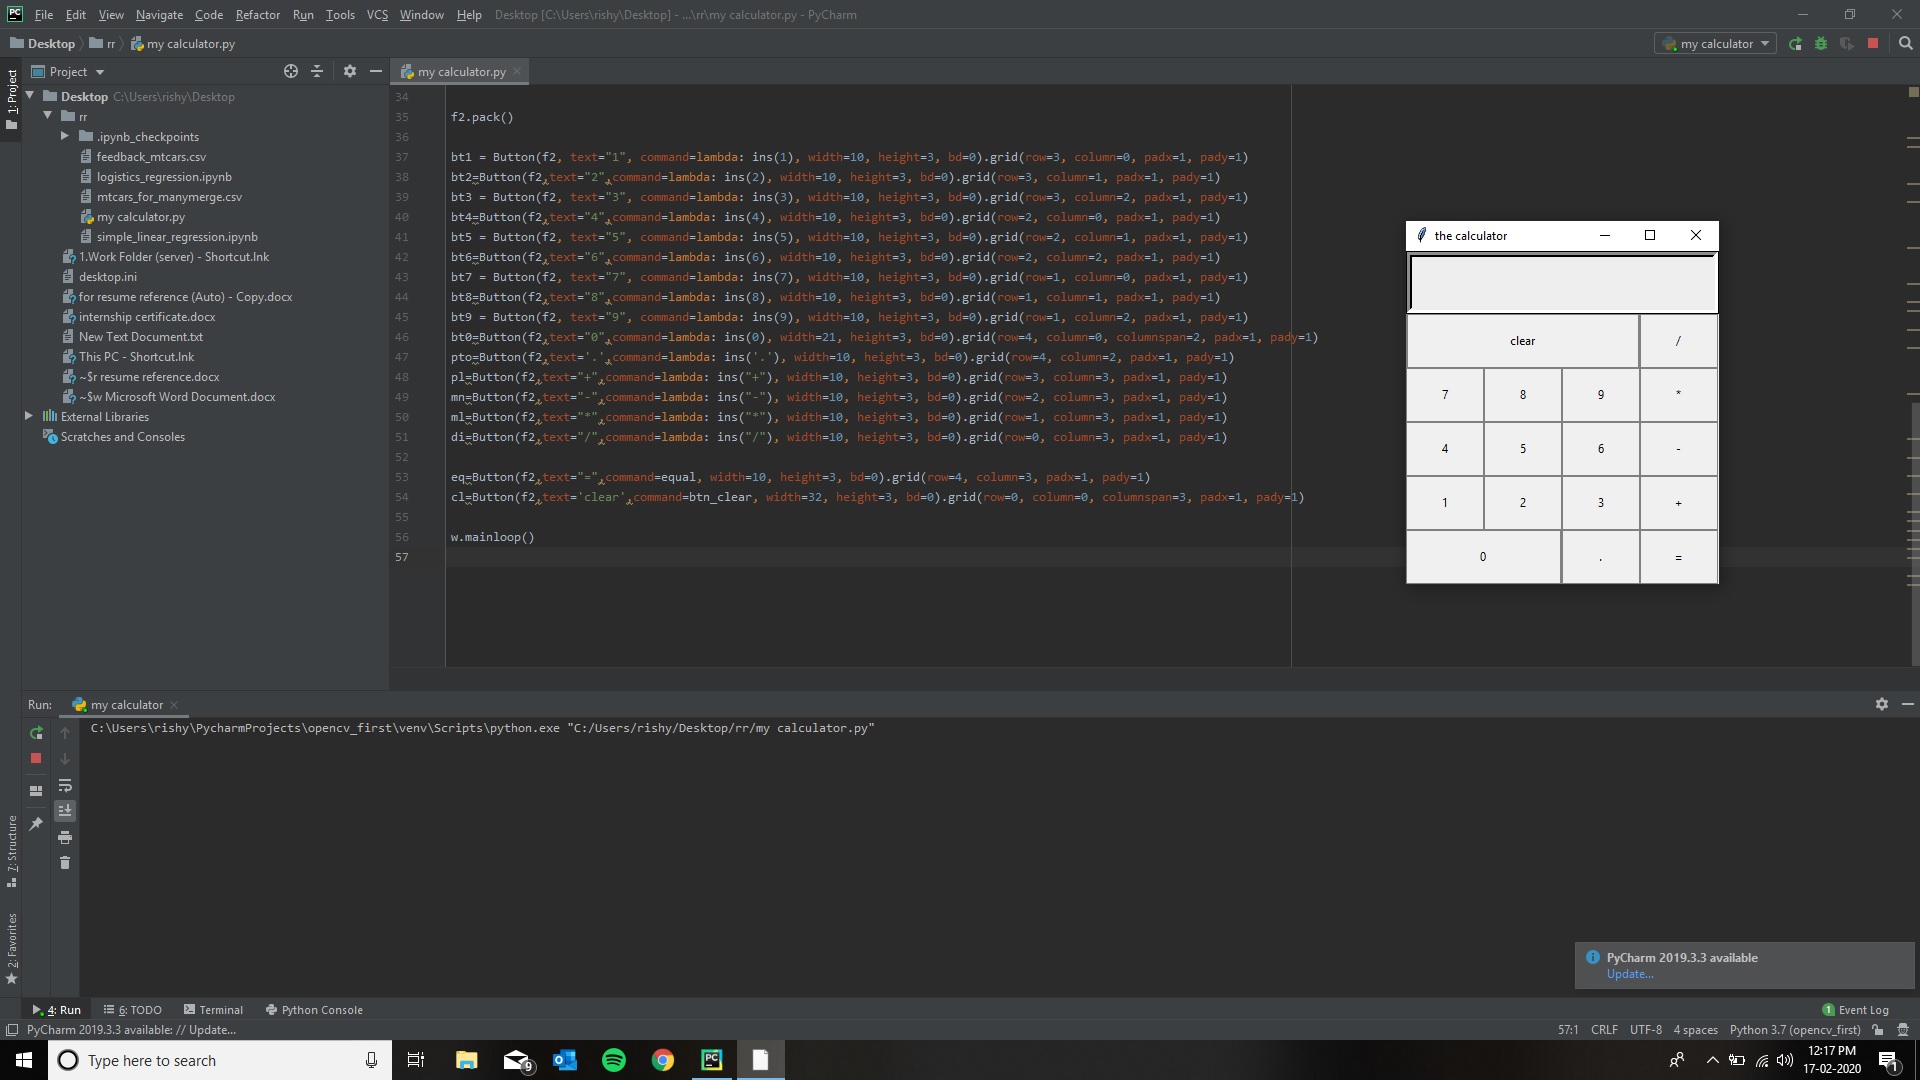 File Edit View Navigate Code Refactor Run Tools VCS Window Help Desktop [C:\Users\rishy\Desktop] - ...\rr\my calculator.py - PyCharm
Desktop rr my calculator.py
my calculator
1: Project
Project
my calculator.py
Desktop C:\Users\rishy\Desktop
rr
.ipynb_checkpoints
feedback_mtcars.csv
logistics_regression.ipynb
mtcars_for_manymerge.csv
my calculator.py
simple_linear_regression.ipynb
1.Work Folder (server) - Shortcut.lnk
desktop.ini
for resume reference (Auto) - Copy.docx
internship certificate.docx
New Text Document.txt
This PC - Shortcut.lnk
~$r resume reference.docx
~$w Microsoft Word Document.docx
External Libraries
Scratches and Consoles
34
35 f2.pack()
36
37 bt1 = Button(f2, text="1", command=lambda: ins(1), width=10, height=3, bd=0).grid(row=3, column=0, padx=1, pady=1)
38 bt2=Button(f2,text="2",command=lambda: ins(2), width=10, height=3, bd=0).grid(row=3, column=1, padx=1, pady=1)
39 bt3 = Button(f2, text="3", command=lambda: ins(3), width=10, height=3, bd=0).grid(row=3, column=2, padx=1, pady=1)
40 bt4=Button(f2,text="4",command=lambda: ins(4), width=10, height=3, bd=0).grid(row=2, column=0, padx=1, pady=1)
41 bt5 = Button(f2, text="5", command=lambda: ins(5), width=10, height=3, bd=0).grid(row=2, column=1, padx=1, pady=1)
42 bt6=Button(f2,text="6",command=lambda: ins(6), width=10, height=3, bd=0).grid(row=2, column=2, padx=1, pady=1)
43 bt7 = Button(f2, text="7", command=lambda: ins(7), width=10, height=3, bd=0).grid(row=1, column=0, padx=1, pady=1)
44 bt8=Button(f2,text="8",command=lambda: ins(8), width=10, height=3, bd=0).grid(row=1, column=1, padx=1, pady=1)
45 bt9 = Button(f2, text="9", command=lambda: ins(9), width=10, height=3, bd=0).grid(row=1, column=2, padx=1, pady=1)
46 bt0=Button(f2,text="0",command=lambda: ins(0), width=21, height=3, bd=0).grid(row=4, column=0, columnspan=2, padx=1, pady=1)
47 pto=Button(f2,text='.',command=lambda: ins('.'), width=10, height=3, bd=0).grid(row=4, column=2, padx=1, pady=1)
48 pl=Button(f2,text="+",command=lambda: ins("+"), width=10, height=3, bd=0).grid(row=3, column=3, padx=1, pady=1)
49 mn=Button(f2,text="-",command=lambda: ins("-"), width=10, height=3, bd=0).grid(row=2, column=3, padx=1, pady=1)
50 ml=Button(f2,text="*",command=lambda: ins("*"), width=10, height=3, bd=0).grid(row=1, column=3, padx=1, pady=1)
51 di=Button(f2,text="/",command=lambda: ins("/"), width=10, height=3, bd=0).grid(row=0, column=3, padx=1, pady=1)
52
53 eq=Button(f2,text="=",command=equal, width=10, height=3, bd=0).grid(row=4, column=3, padx=1, pady=1)
54 cl=Button(f2,text='clear',command=btn_clear, width=32, height=3, bd=0).grid(row=0, column=0, columnspan=3, padx=1, pady=1)
55
56 w.mainloop()
57
the calculator
clear /
7 8 9 *
4 5 6 -
1 2 3 +
0 . =
Run: my calculator
C:\Users\rishy\PycharmProjects\opencv_first\venv\Scripts\python.exe "C:/Users/rishy/Desktop/rr/my calculator.py"
7: Structure
2: Favorites
PyCharm 2019.3.3 available
Update...
4: Run 6: TODO Terminal Python Console 1 Event Log
PyCharm 2019.3.3 available: // Update... 57:1 CRLF UTF-8 4 spaces Python 3.7 (opencv_first)
Type here to search 9 PC 12:17 PM
17-02-2020 1